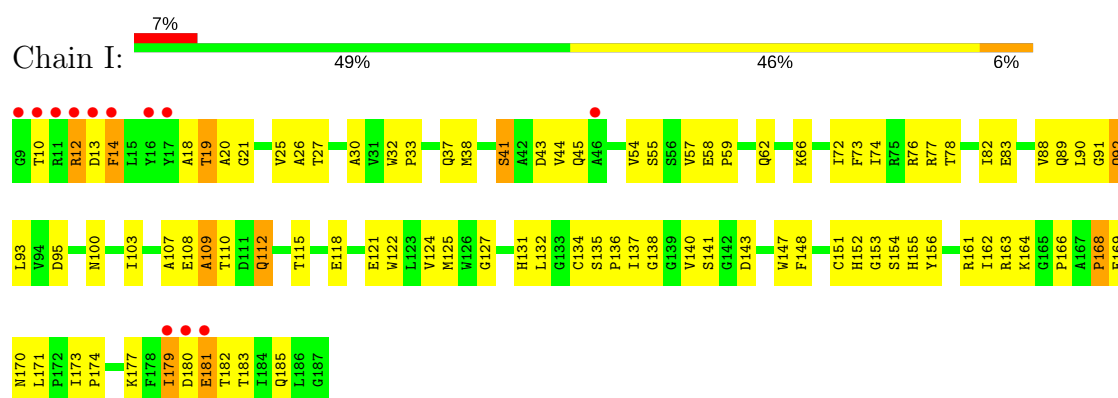 7%
Chain I:
49% 46% 6%
G9 T10 R11 R12 D13 F14 L15 Y16 Y17 A18 T19 A20 G21 V25 A26 T27 A30 V31 W32 P33 Q37 M38 S41 A42 D43 V44 Q45 A46 V54 S55 S56 V57 E58 P59 Q62 K66 I72 F73 I74 R75 R76 R77 T78 I82 E83 V88 Q89 L90 G91
L93 V94 D95 N100 I103 A107 E108 A109 T110 D111 Q112 T115 E118 E121 W122 L123 V124 M125 W126 G127 H131 L132 G133 C134 S135 P136 I137 G138 G139 V140 S141 G142 D143 W147 F148 C151 H152 G153 S154 H155 Y156 R161 I162 R163 K164 G165 P166 A167 P168
N170 L171 P172 I173 P174 K177 F178 I179 D180 E181 T182 T183 I184 Q185 L186 G187